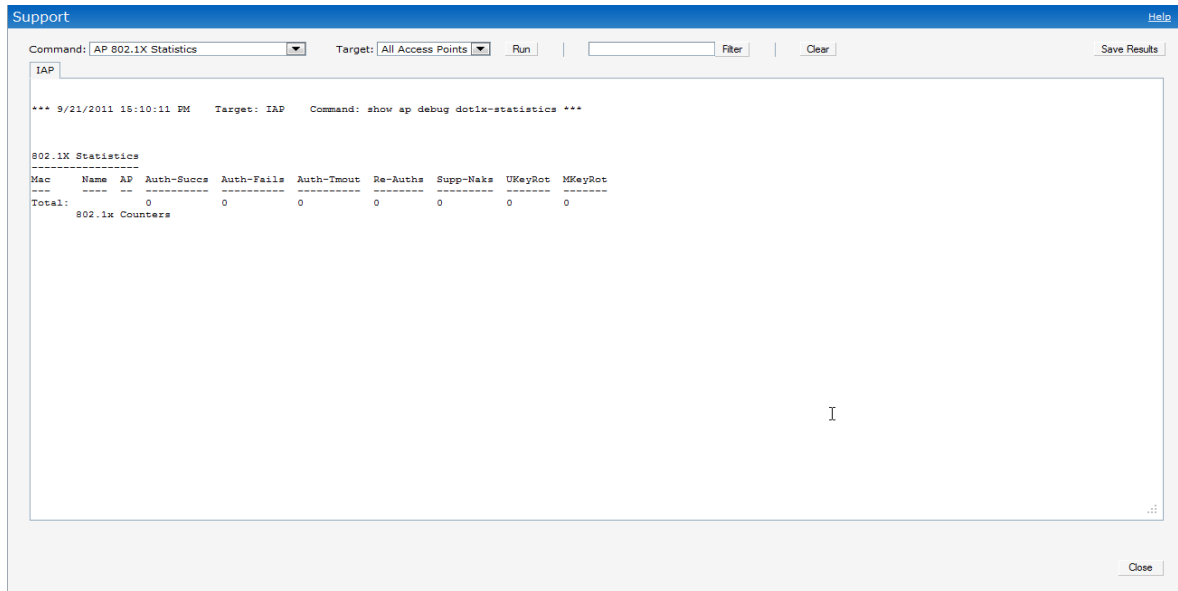 Support Help
Command: AP 802.1X Statistics Target: All Access Points Run Filter Clear Save Results
IAP
*** 9/21/2011 15:10:11 PM Target: IAP Command: show ap debug dot1x-statistics ***
802.1X Statistics
-----------------
Mac Name AP Auth-Succs Auth-Fails Auth-Tmout Re-Auths Supp-Naks UKeyRot MKeyRot
--- ---- -- ---------- ---------- ---------- -------- --------- ------- -------
Total: 0 0 0 0 0 0 0
802.1x Counters
Close